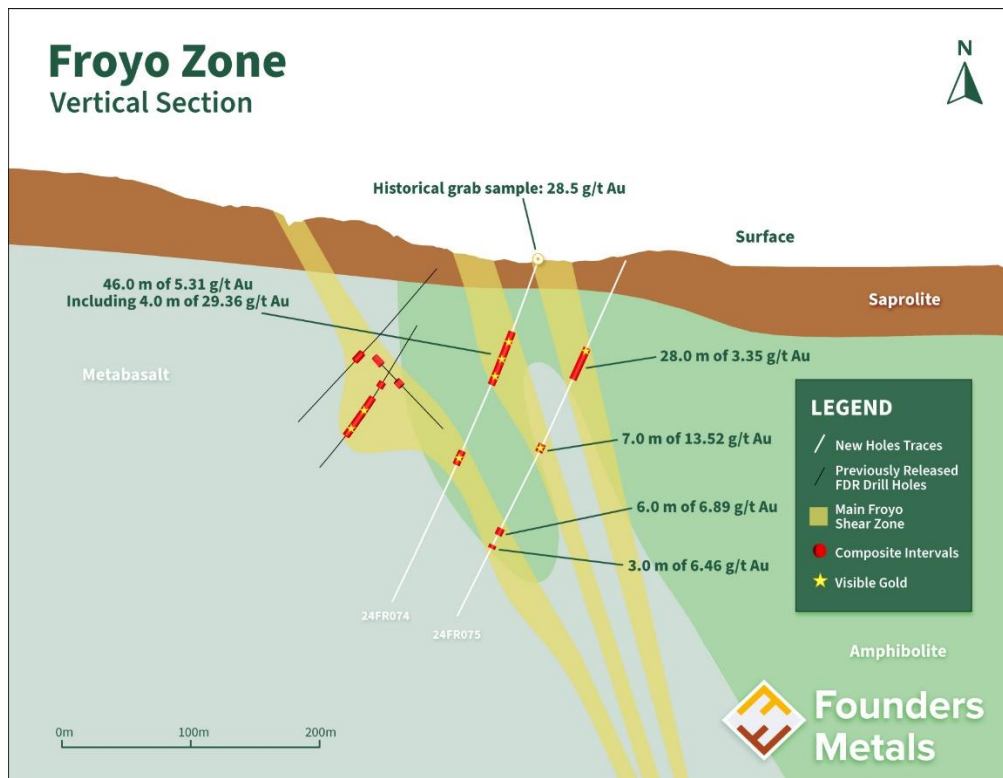 Froyo Zone
Vertical Section
N
Historical grab sample: 28.5 g/t Au
Surface
46.0 m of 5.31 g/t Au
Including 4.0 m of 29.36 g/t Au
Saprolite
Metabasalt
28.0 m of 3.35 g/t Au
7.0 m of 13.52 g/t Au
6.0 m of 6.89 g/t Au
3.0 m of 6.46 g/t Au
LEGEND
New Holes Traces
Previously Released
FDR Drill Holes
Main Froyo
Shear Zone
Composite Intervals
Visible Gold
24FR074
24FR075
Amphibolite
0m
100m
200m
Founders
Metals